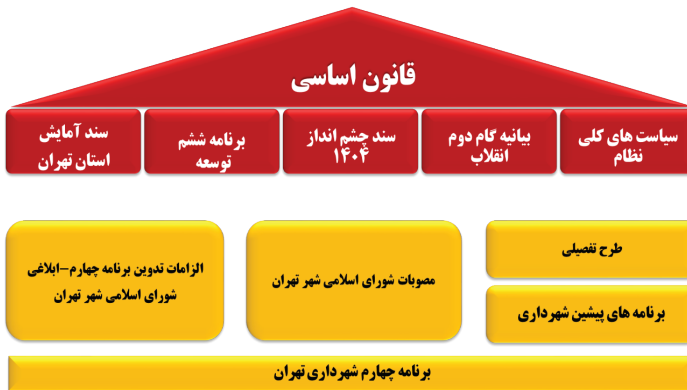 قانون اساسی
سیاست های کلی
نظام
بیانیه گام دوم
انقلاب
سند چشم انداز
۱۴۰۴
برنامه ششم
توسعه
سند آمایش
استان تهران
طرح تفصیلی
برنامه های پیشین شهرداری
مصوبات شورای اسلامی شهر تهران
الزامات تدوین برنامه چهارم-ابلاغی
شورای اسلامی شهر تهران
برنامه چهارم شهرداری تهران